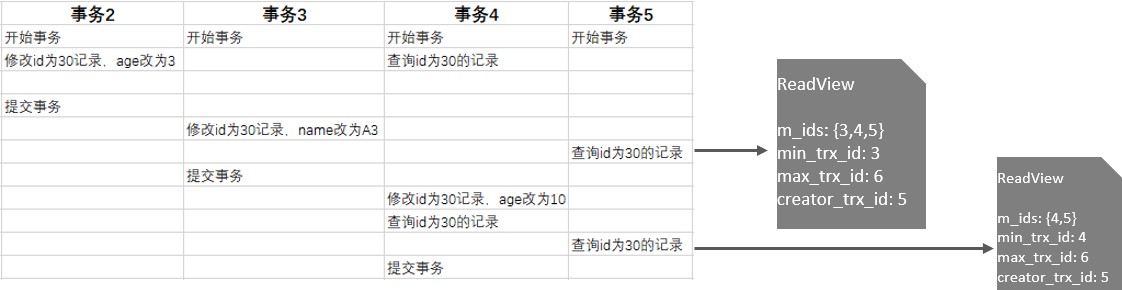 事务2 事务3 事务4 事务5
开始事务 开始事务 开始事务 开始事务
修改id为30记录、age改为3 查询id为30的记录
提交事务
修改id为30记录、name改为A3
查询id为30的记录
提交事务
修改id为30记录、age改为10
查询id为30的记录
查询id为30的记录
提交事务
ReadView
m_ids: {3,4,5}
min_trx_id: 3
max_trx_id: 6
creator_trx_id: 5
ReadView
m_ids: {4,5}
min_trx_id: 4
max_trx_id: 6
creator_trx_id: 5